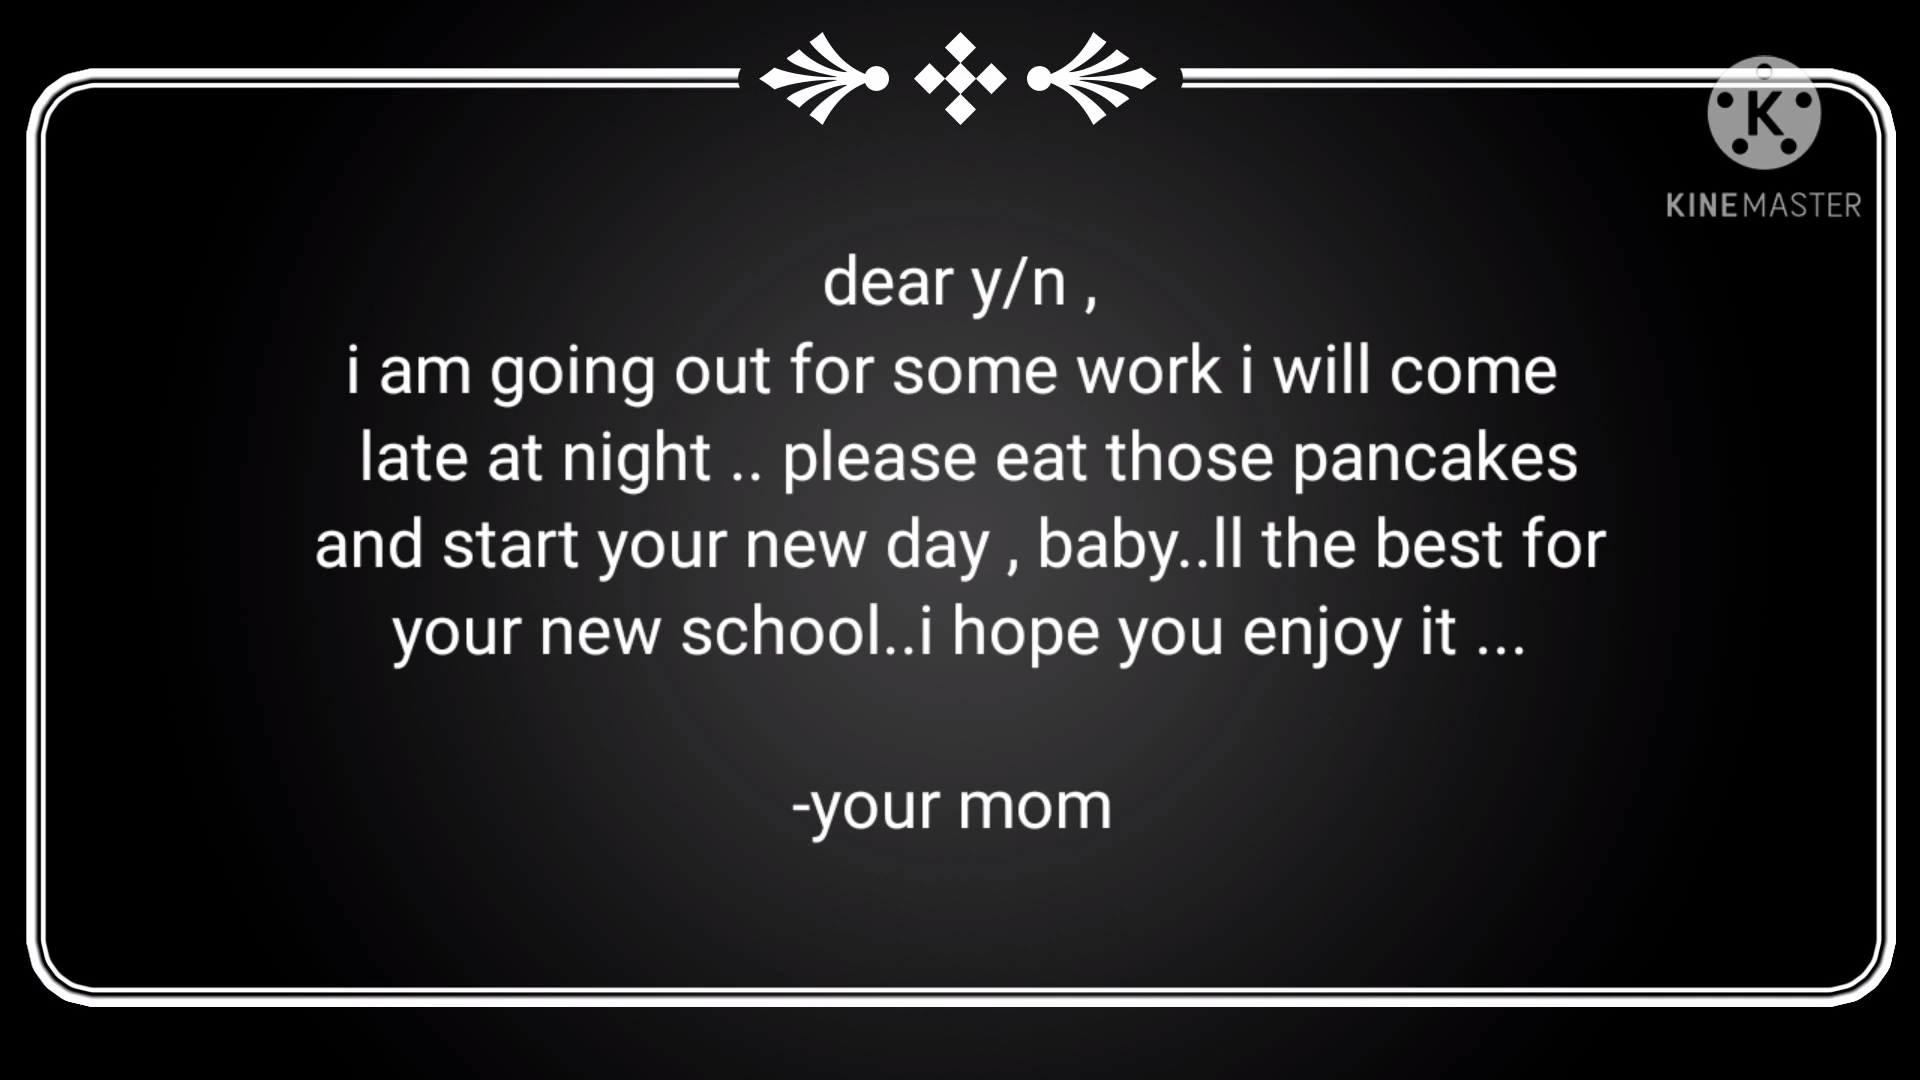 K
KINEMASTER
dear y/n ,
i am going out for some work i will come
late at night .. please eat those pancakes
and start your new day , baby..ll the best for
your new school..i hope you enjoy it ...
-your mom